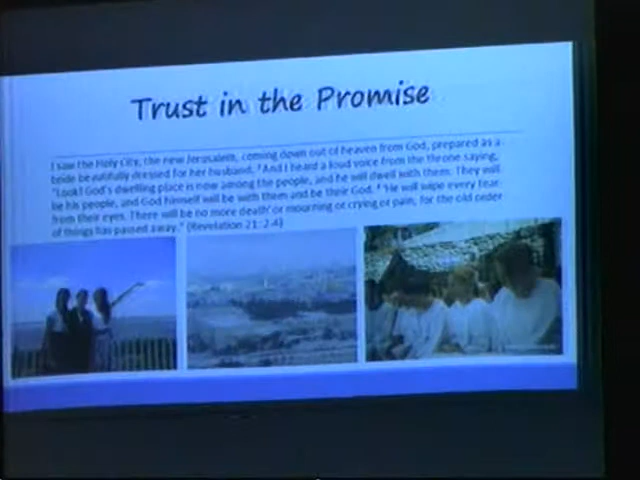 Trust in the Promise
I saw the Holy City, the new Jerusalem, coming down out of heaven from God, prepared as a
bride beautifully dressed for her husband. ³And I heard a loud voice from the throne saying,
"Look! God's dwelling place is now among the people, and he will dwell with them. They will
be his people, and God himself will be with them and be their God. ⁴ 'He will wipe every tear
from their eyes. There will be no more death' or mourning or crying or pain, for the old order
of things has passed away." (Revelation 21: 2-4)